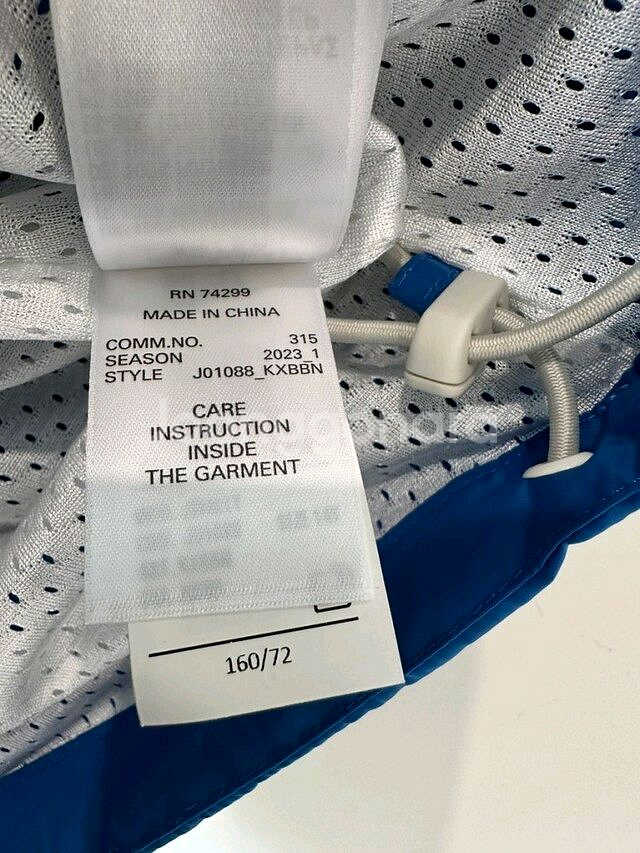 RN 74299
MADE IN CHINA
COMM.NO. 315
SEASON 2023_1
STYLE J01088_KXBBN
CARE
INSTRUCTION
INSIDE
THE GARMENT
160/72